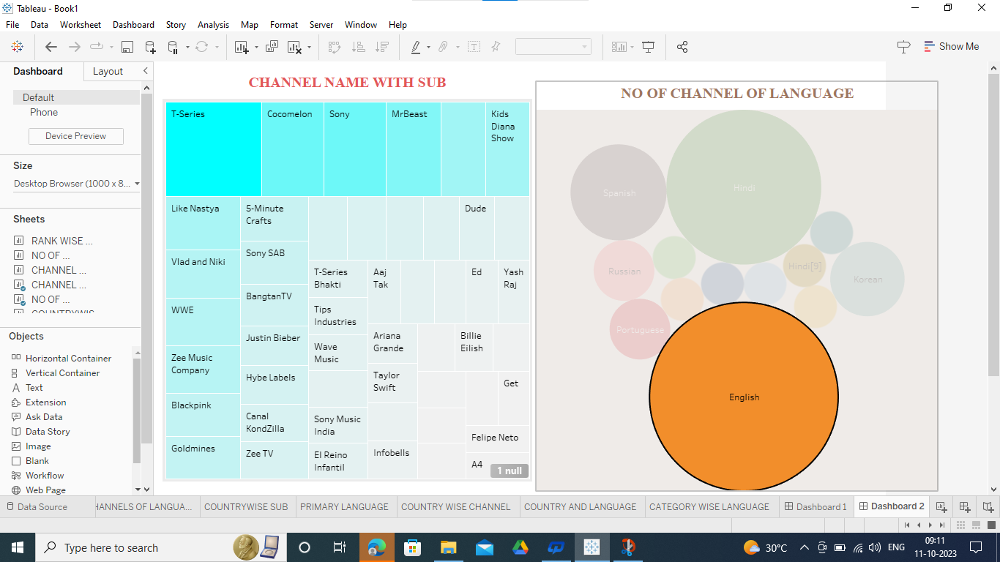 Tableau - Book1
File Data Worksheet Dashboard Story Analysis Map Format Server Window Help
Show Me
Dashboard
Layout
Default
Phone
Device Preview
Size
Desktop Browser (1000 x 8...
Sheets
RANK WISE ...
NO OF ...
CHANNEL ...
CHANNEL ...
NO OF ...
COUNTRYWIS
Objects
Horizontal Container
Vertical Container
Text
Extension
Ask Data
Data Story
Image
Blank
Workflow
Web Page
CHANNEL NAME WITH SUB
T-Series
Cocomelon
Sony
MrBeast
Kids
Diana
Show
Like Nastya
Vlad and Niki
WWE
Zee Music
Company
Blackpink
Goldmines
5-Minute
Crafts
Sony SAB
BangtanTV
Justin Bieber
Hybe Labels
Canal
KondZilla
Zee TV
Dude
T-Series
Bhakti
Tips
Industries
Wave
Music
Sony Music
India
El Reino
Infantil
Aaj
Tak
Ed
Yash
Raj
Ariana
Grande
Billie
Eilish
Taylor
Swift
Get
Infobells
Felipe Neto
A4
1 null
NO OF CHANNEL OF LANGUAGE
Spanish
Hindi
Russian
Hindi[9]
Korean
Portuguese
English
Data Source
HANNELS OF LANGUA...
COUNTRYWISE SUB
PRIMARY LANGUAGE
COUNTRY WISE CHANNEL
COUNTRY AND LANGUAGE
CATEGORY WISE LANGUAGE
Dashboard 1
Dashboard 2
Type here to search
30°C
ENG
09:11
11-10-2023